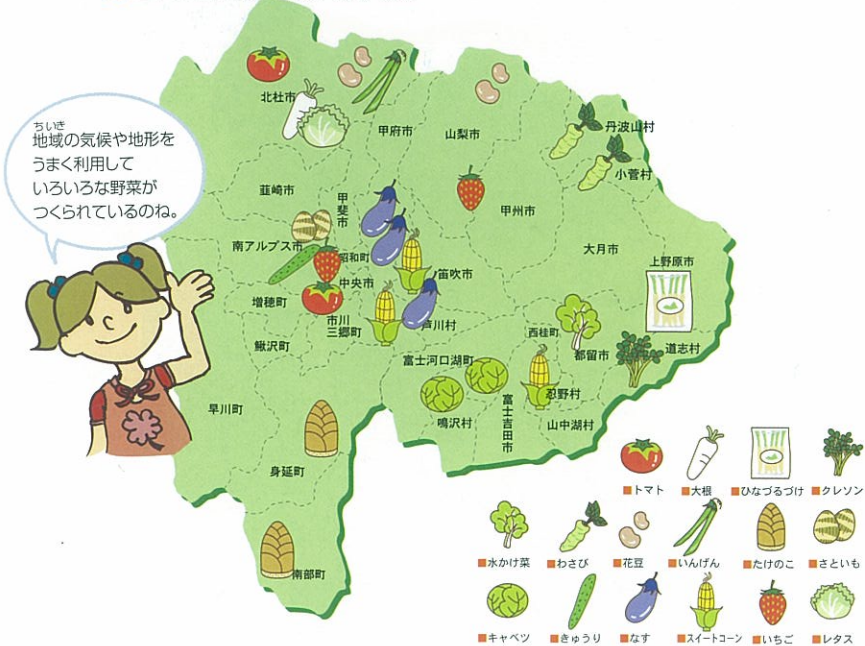 ちいき
地域の気候や地形を
うまく利用して
いろいろな野菜が
つくられているのね。
北杜市
甲府市
山梨市
丹波山村
小菅村
韮崎市
甲斐市
甲州市
南アルプス市
昭和町
大月市
上野原市
笛吹市
中央市
増穂町
市川
三郷町
芦川村
西桂町
鰍沢町
都留市
道志村
富士河口湖町
忍野村
早川町
鳴沢村
富士吉田市
山中湖村
身延町
南部町
■トマト ■大根 ■ひなづるづけ ■クレソン
■水かけ菜 ■わさび ■花豆 ■いんげん ■たけのこ ■さといも
■キャベツ ■きゅうり ■なす ■スイートコーン ■いちご ■レタス